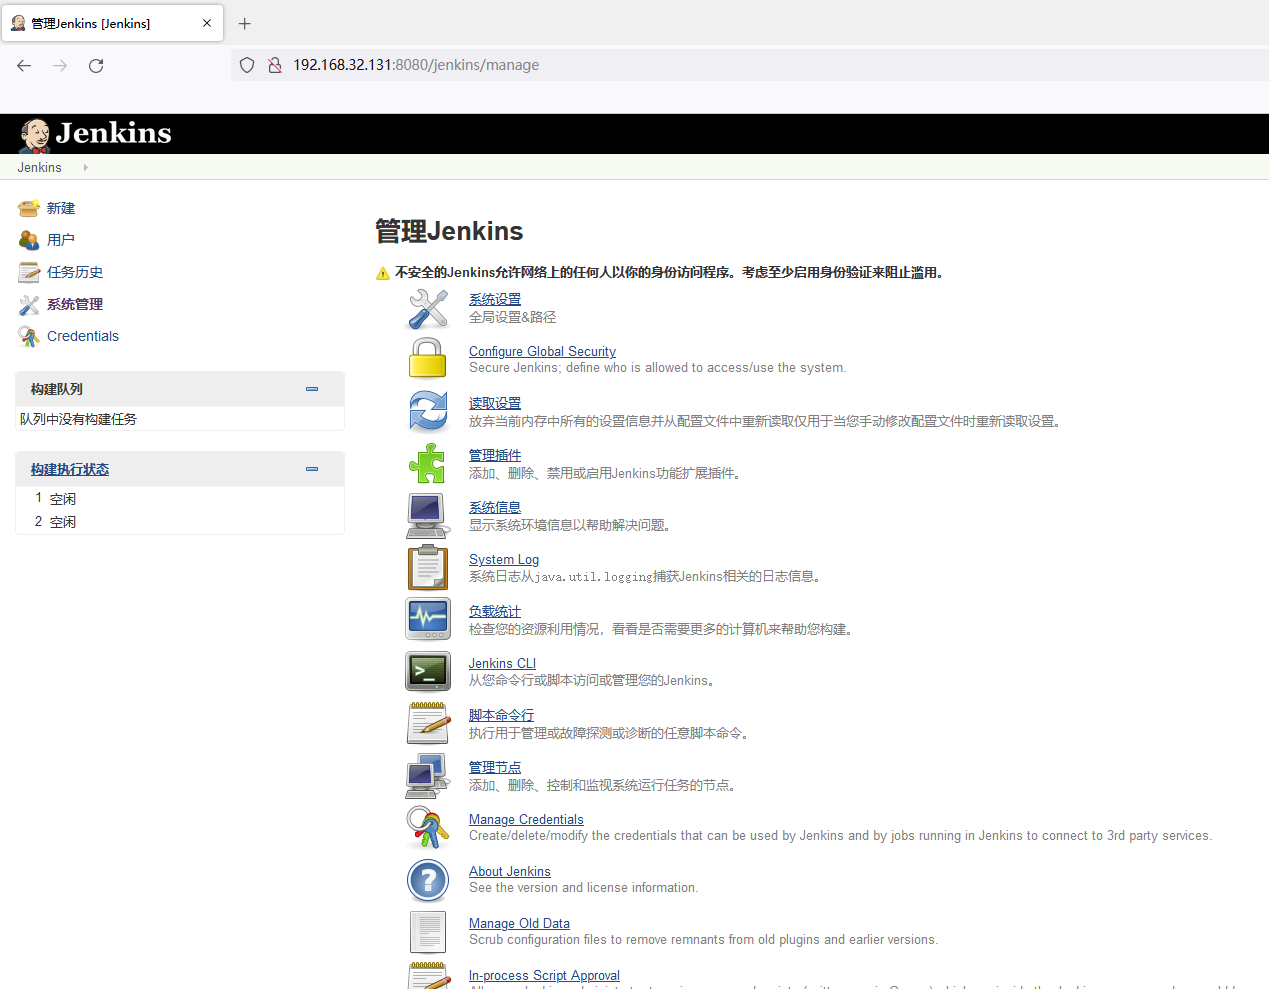 管理Jenkins [Jenkins]
192.168.32.131:8080/jenkins/manage
Jenkins
Jenkins
新建
用户
任务历史
系统管理
Credentials
构建队列
队列中没有构建任务
构建执行状态
1 空闲
2 空闲
管理Jenkins
不安全的Jenkins允许网络上的任何人以你的身份访问程序。考虑至少启用身份验证来阻止滥用。
系统设置
全局设置&路径
Configure Global Security
Secure Jenkins; define who is allowed to access/use the system.
读取设置
放弃当前内存中所有的设置信息并从配置文件中重新读取仅用于当您手动修改配置文件时重新读取设置。
管理插件
添加、删除、禁用或启用Jenkins功能扩展插件。
系统信息
显示系统环境信息以帮助解决问题。
System Log
系统日志从java.util.logging捕获Jenkins相关的日志信息。
负载统计
检查您的资源利用情况，看看是否需要更多的计算机来帮助您构建。
Jenkins CLI
从您命令行或脚本访问或管理您的Jenkins。
脚本命令行
执行用于管理或故障探测或诊断的任意脚本命令。
管理节点
添加、删除、控制和监视系统运行任务的节点。
Manage Credentials
Create/delete/modify the credentials that can be used by Jenkins and by jobs running in Jenkins to connect to 3rd party services.
About Jenkins
See the version and license information.
Manage Old Data
Scrub configuration files to remove remnants from old plugins and earlier versions.
In-process Script Approval